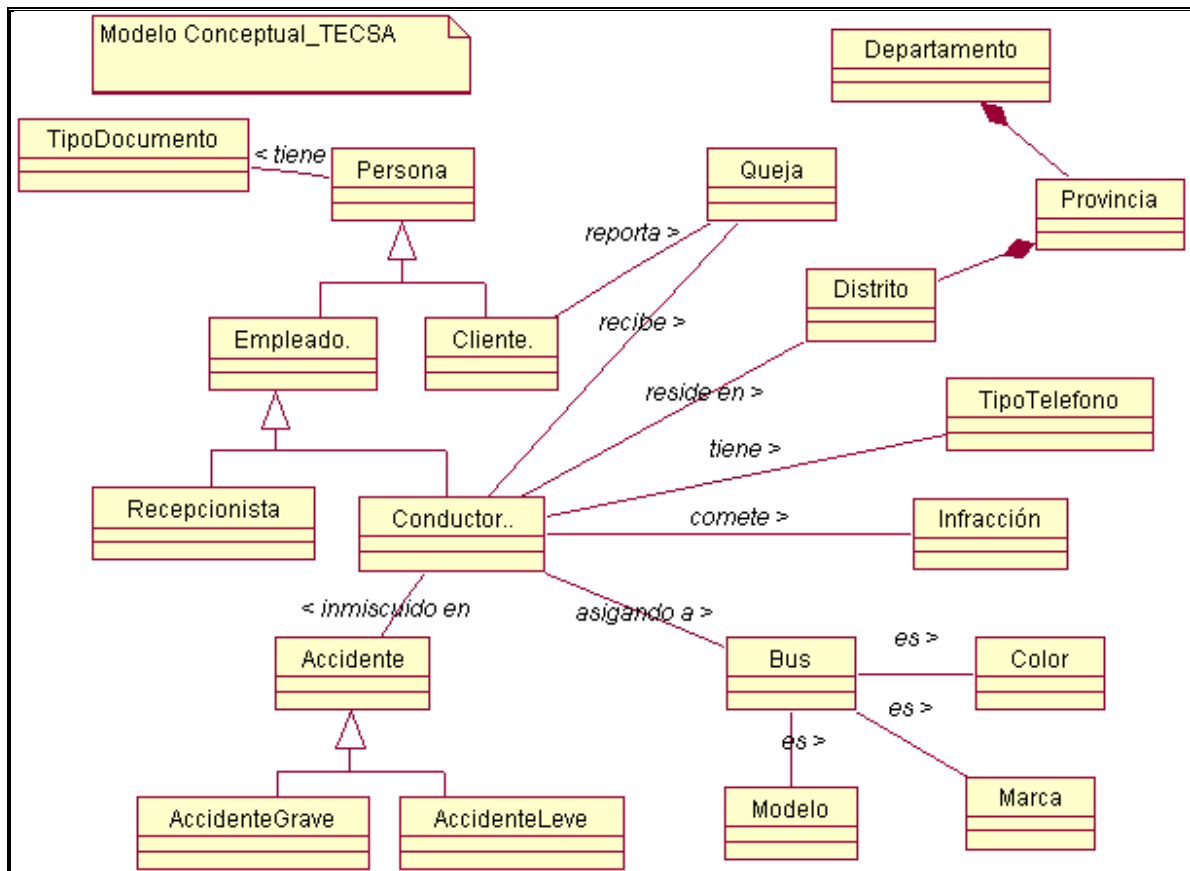 Modelo Conceptual_TECSA
Departamento
TipoDocumento
< tiene
Persona
Queja
Provincia
reporta >
Distrito
recibe >
Empleado.
Cliente.
reside en >
TipoTelefono
tiene >
Recepcionista
Conductor..
comete >
Infracción
< inmiscuido en
asigando a >
Accidente
Bus
es >
Color
es >
es >
Modelo
Marca
AccidenteGrave
AccidenteLeve